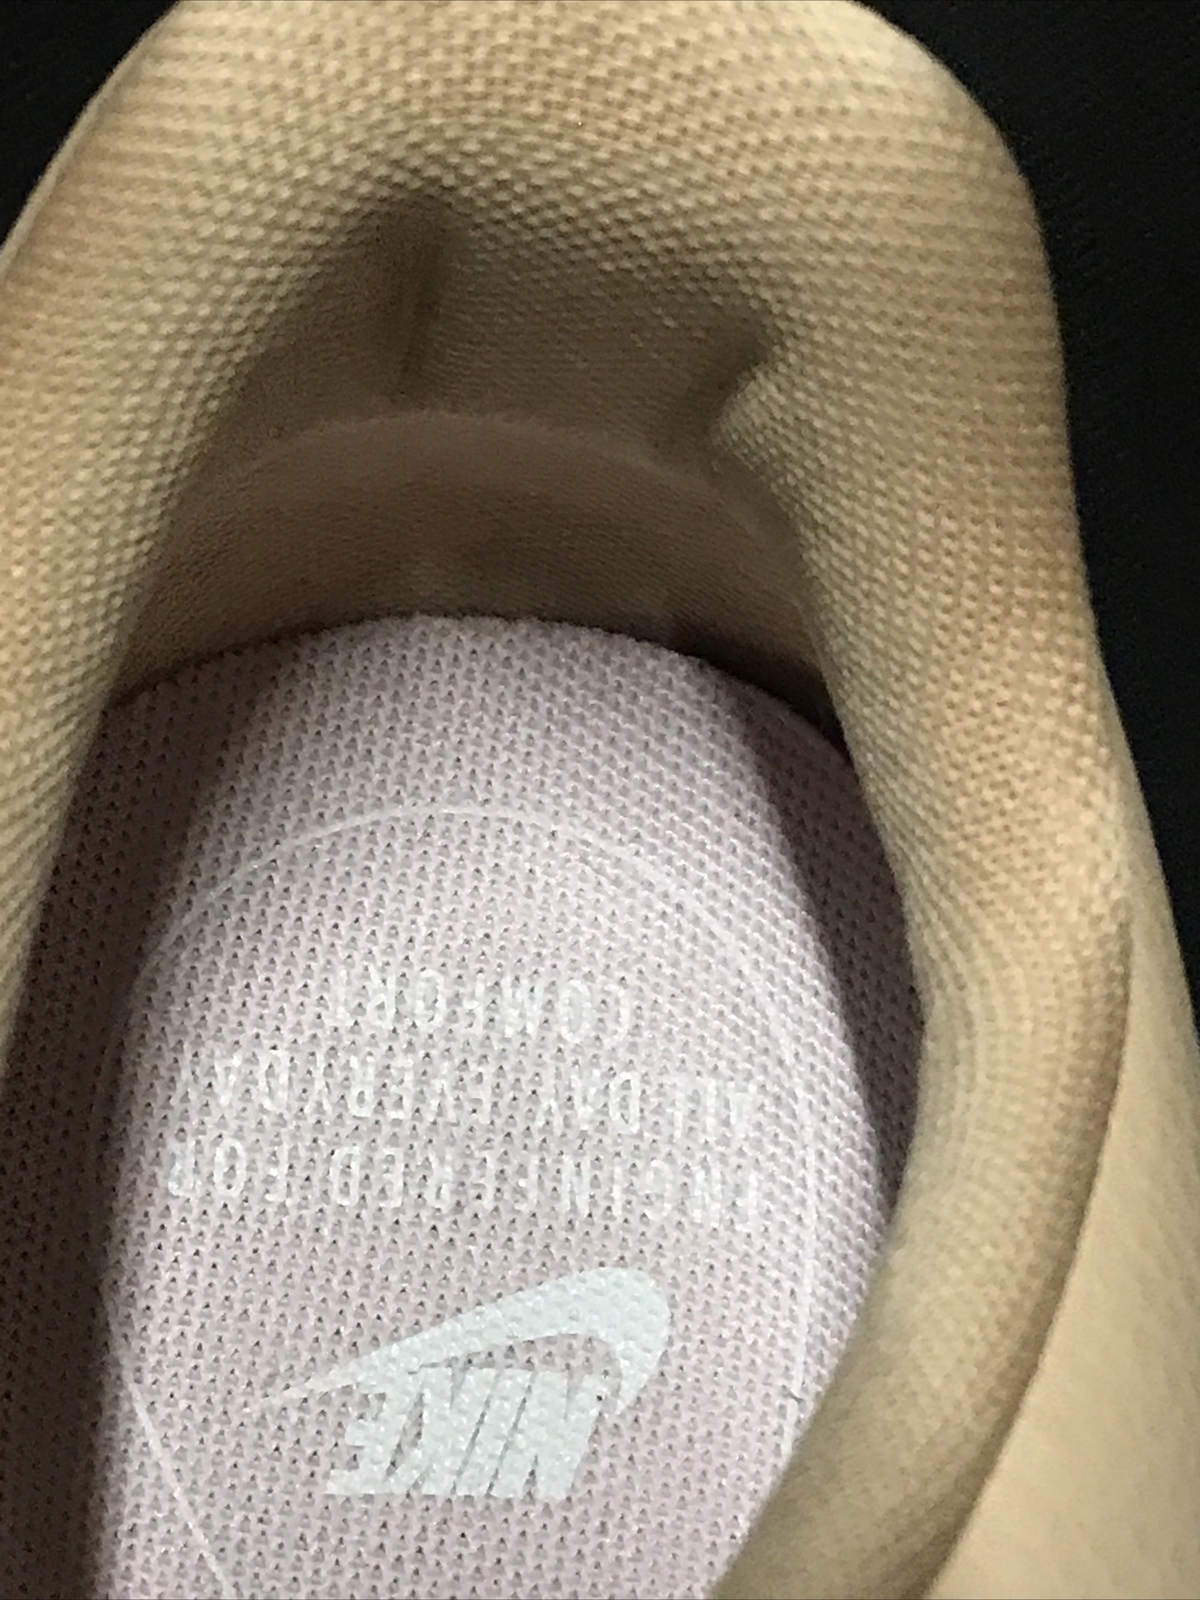 NIKE
ENGINEERED FOR
ALL DAY EVERYDAY
COMFORT